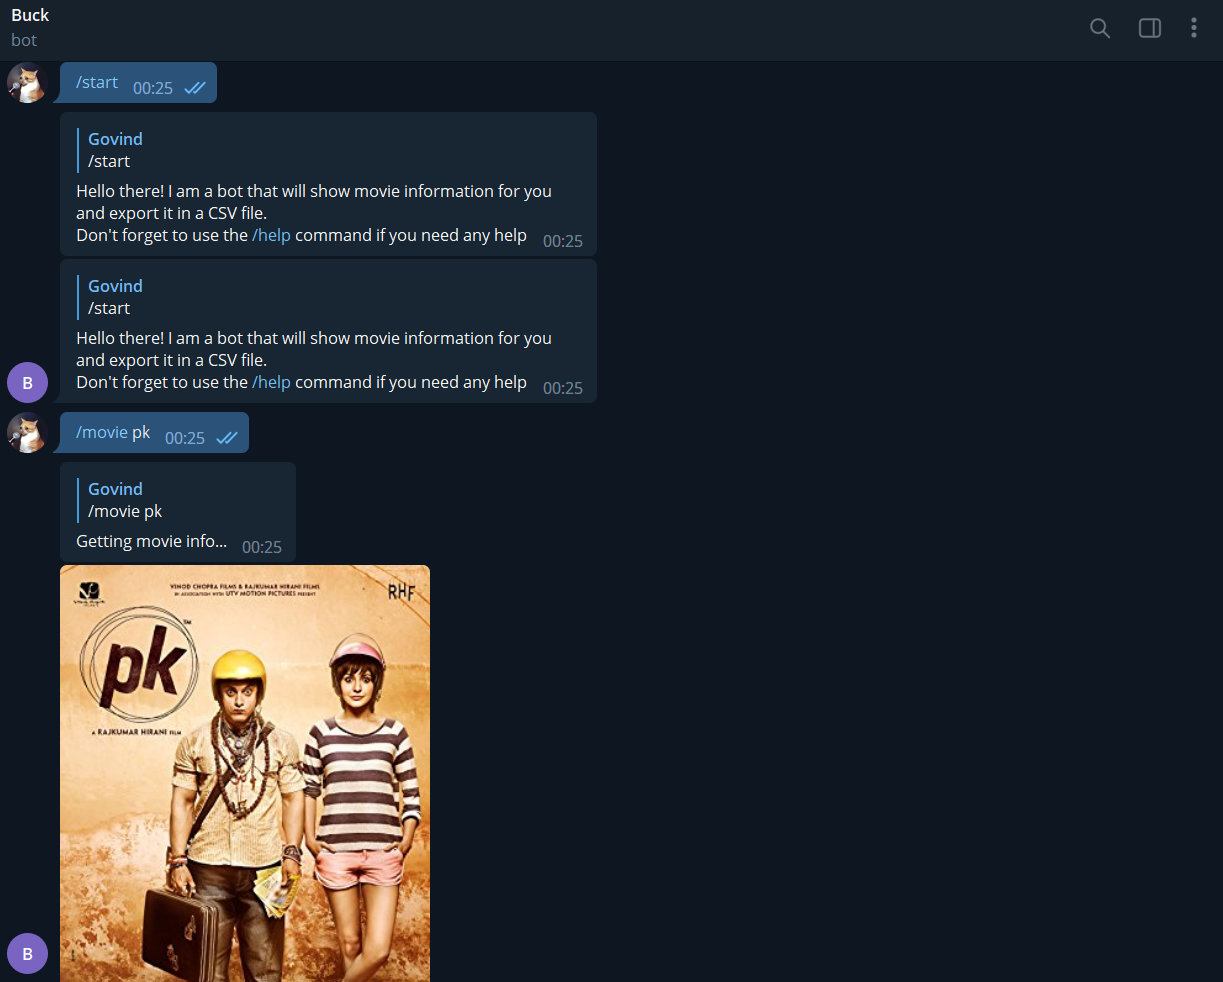 Buck
bot
/start 00:25
Govind
/start
Hello there! I am a bot that will show movie information for you
and export it in a CSV file.
Don't forget to use the /help command if you need any help 00:25
Govind
/start
Hello there! I am a bot that will show movie information for you
and export it in a CSV file.
Don't forget to use the /help command if you need any help 00:25
B
/movie pk 00:25
Govind
/movie pk
Getting movie info... 00:25
VINOD CHOPRA FILMS & RAJKUMAR HIRANI FILMS
IN ASSOCIATION WITH UTV MOTION PICTURES PRESENT
RHF
pk™
A RAJKUMAR HIRANI FILM
B